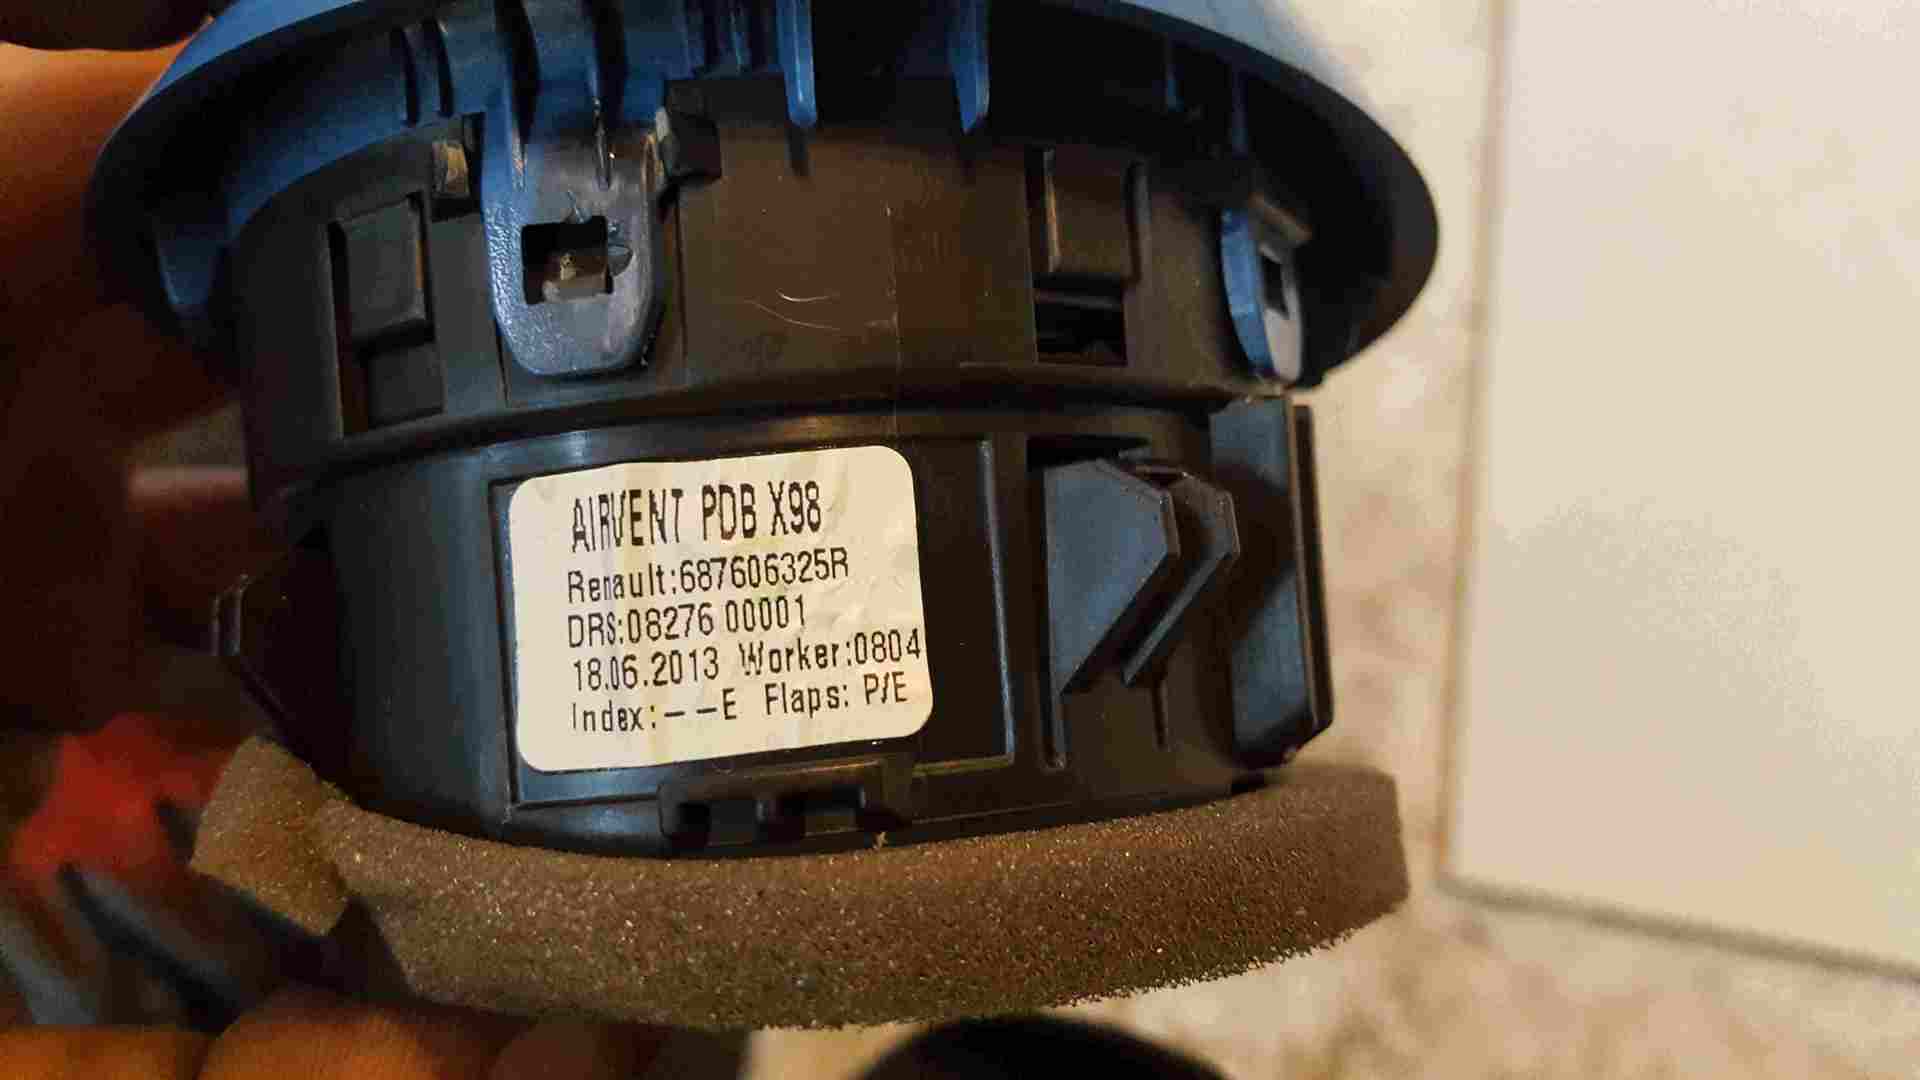 AIRVENT PDB X98
Renault:687606325R
DRS:08276 00001
18.06.2013 Worker:0804
Index:--E Flaps: P/E